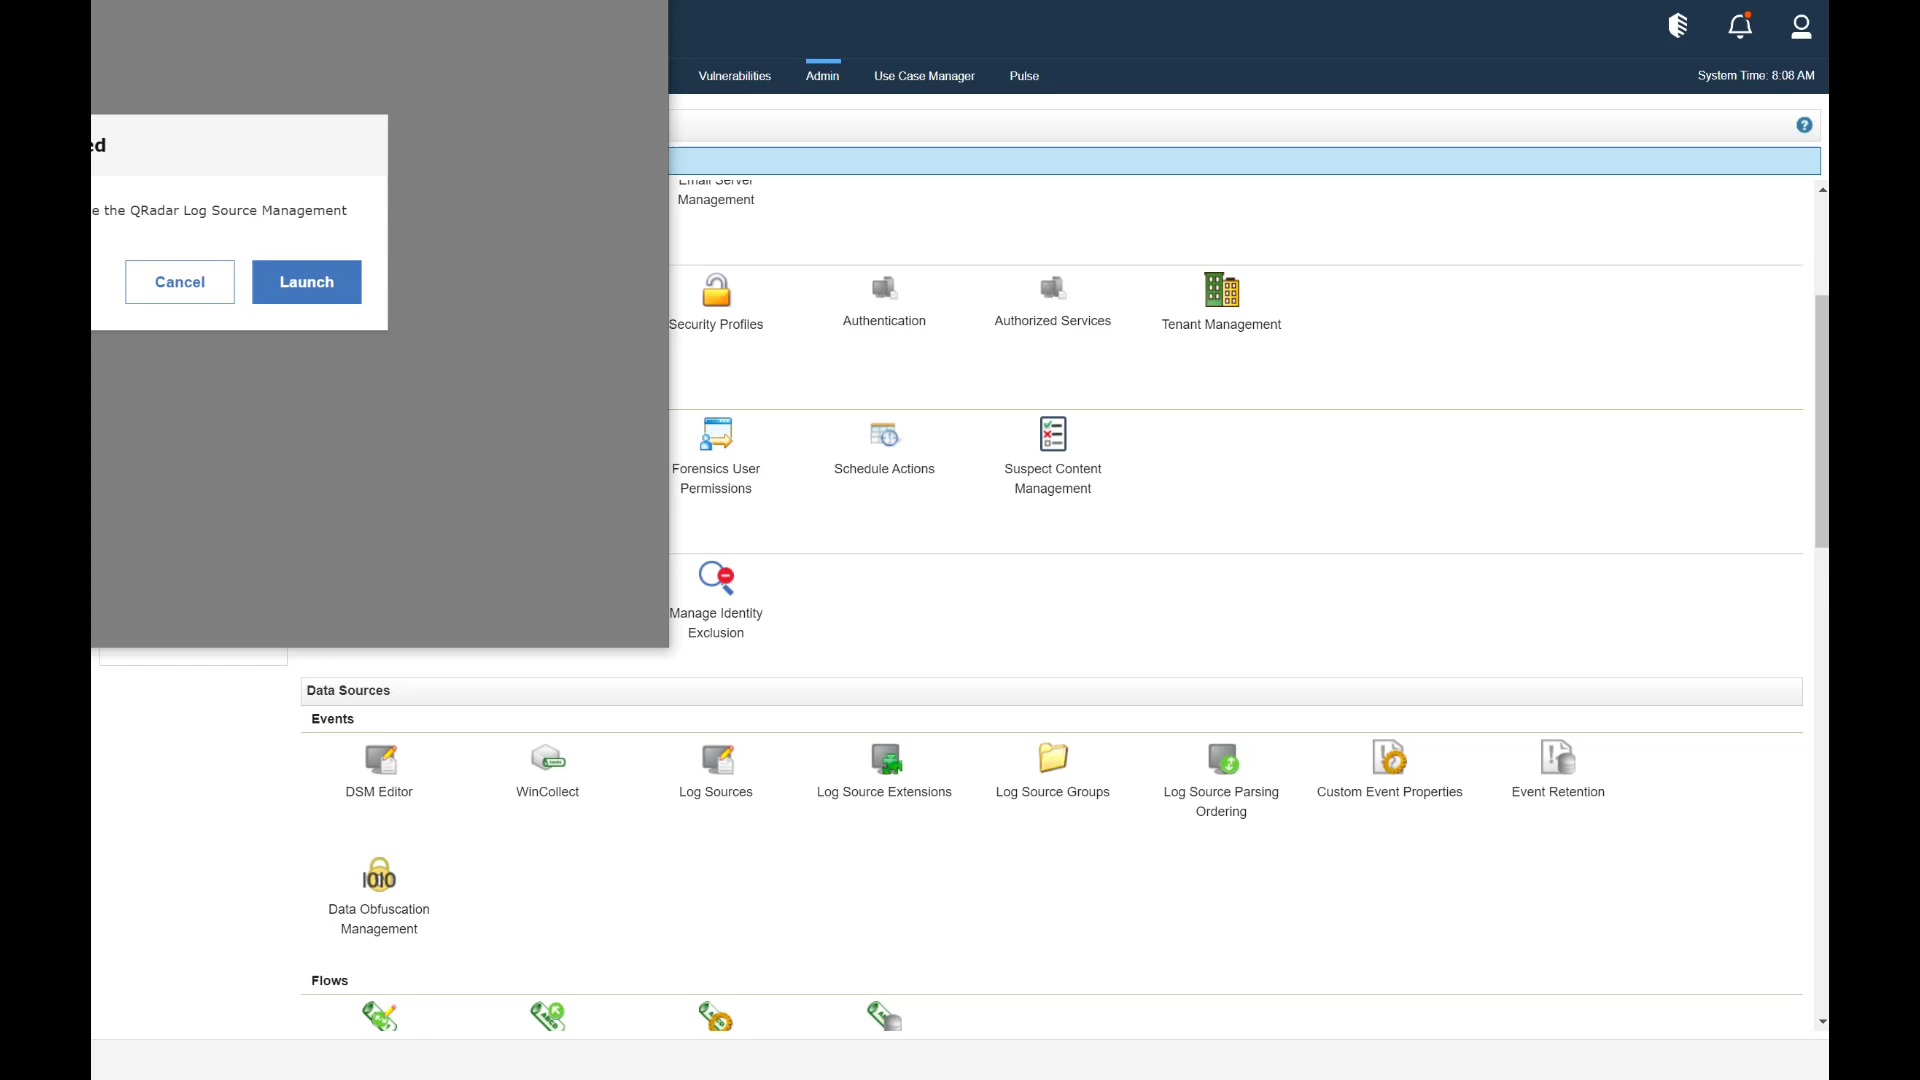 Vulnerabilities Admin Use Case Manager Pulse System Time: 8:08 AM
ed
e the QRadar Log Source Management
Cancel Launch
Email Server
Management
Security Profiles Authentication Authorized Services Tenant Management
Forensics User
Permissions
Schedule Actions
Suspect Content
Management
Manage Identity
Exclusion
Data Sources
Events
DSM Editor WinCollect Log Sources Log Source Extensions Log Source Groups
Log Source Parsing
Ordering
Custom Event Properties Event Retention
1010
Data Obfuscation
Management
Flows